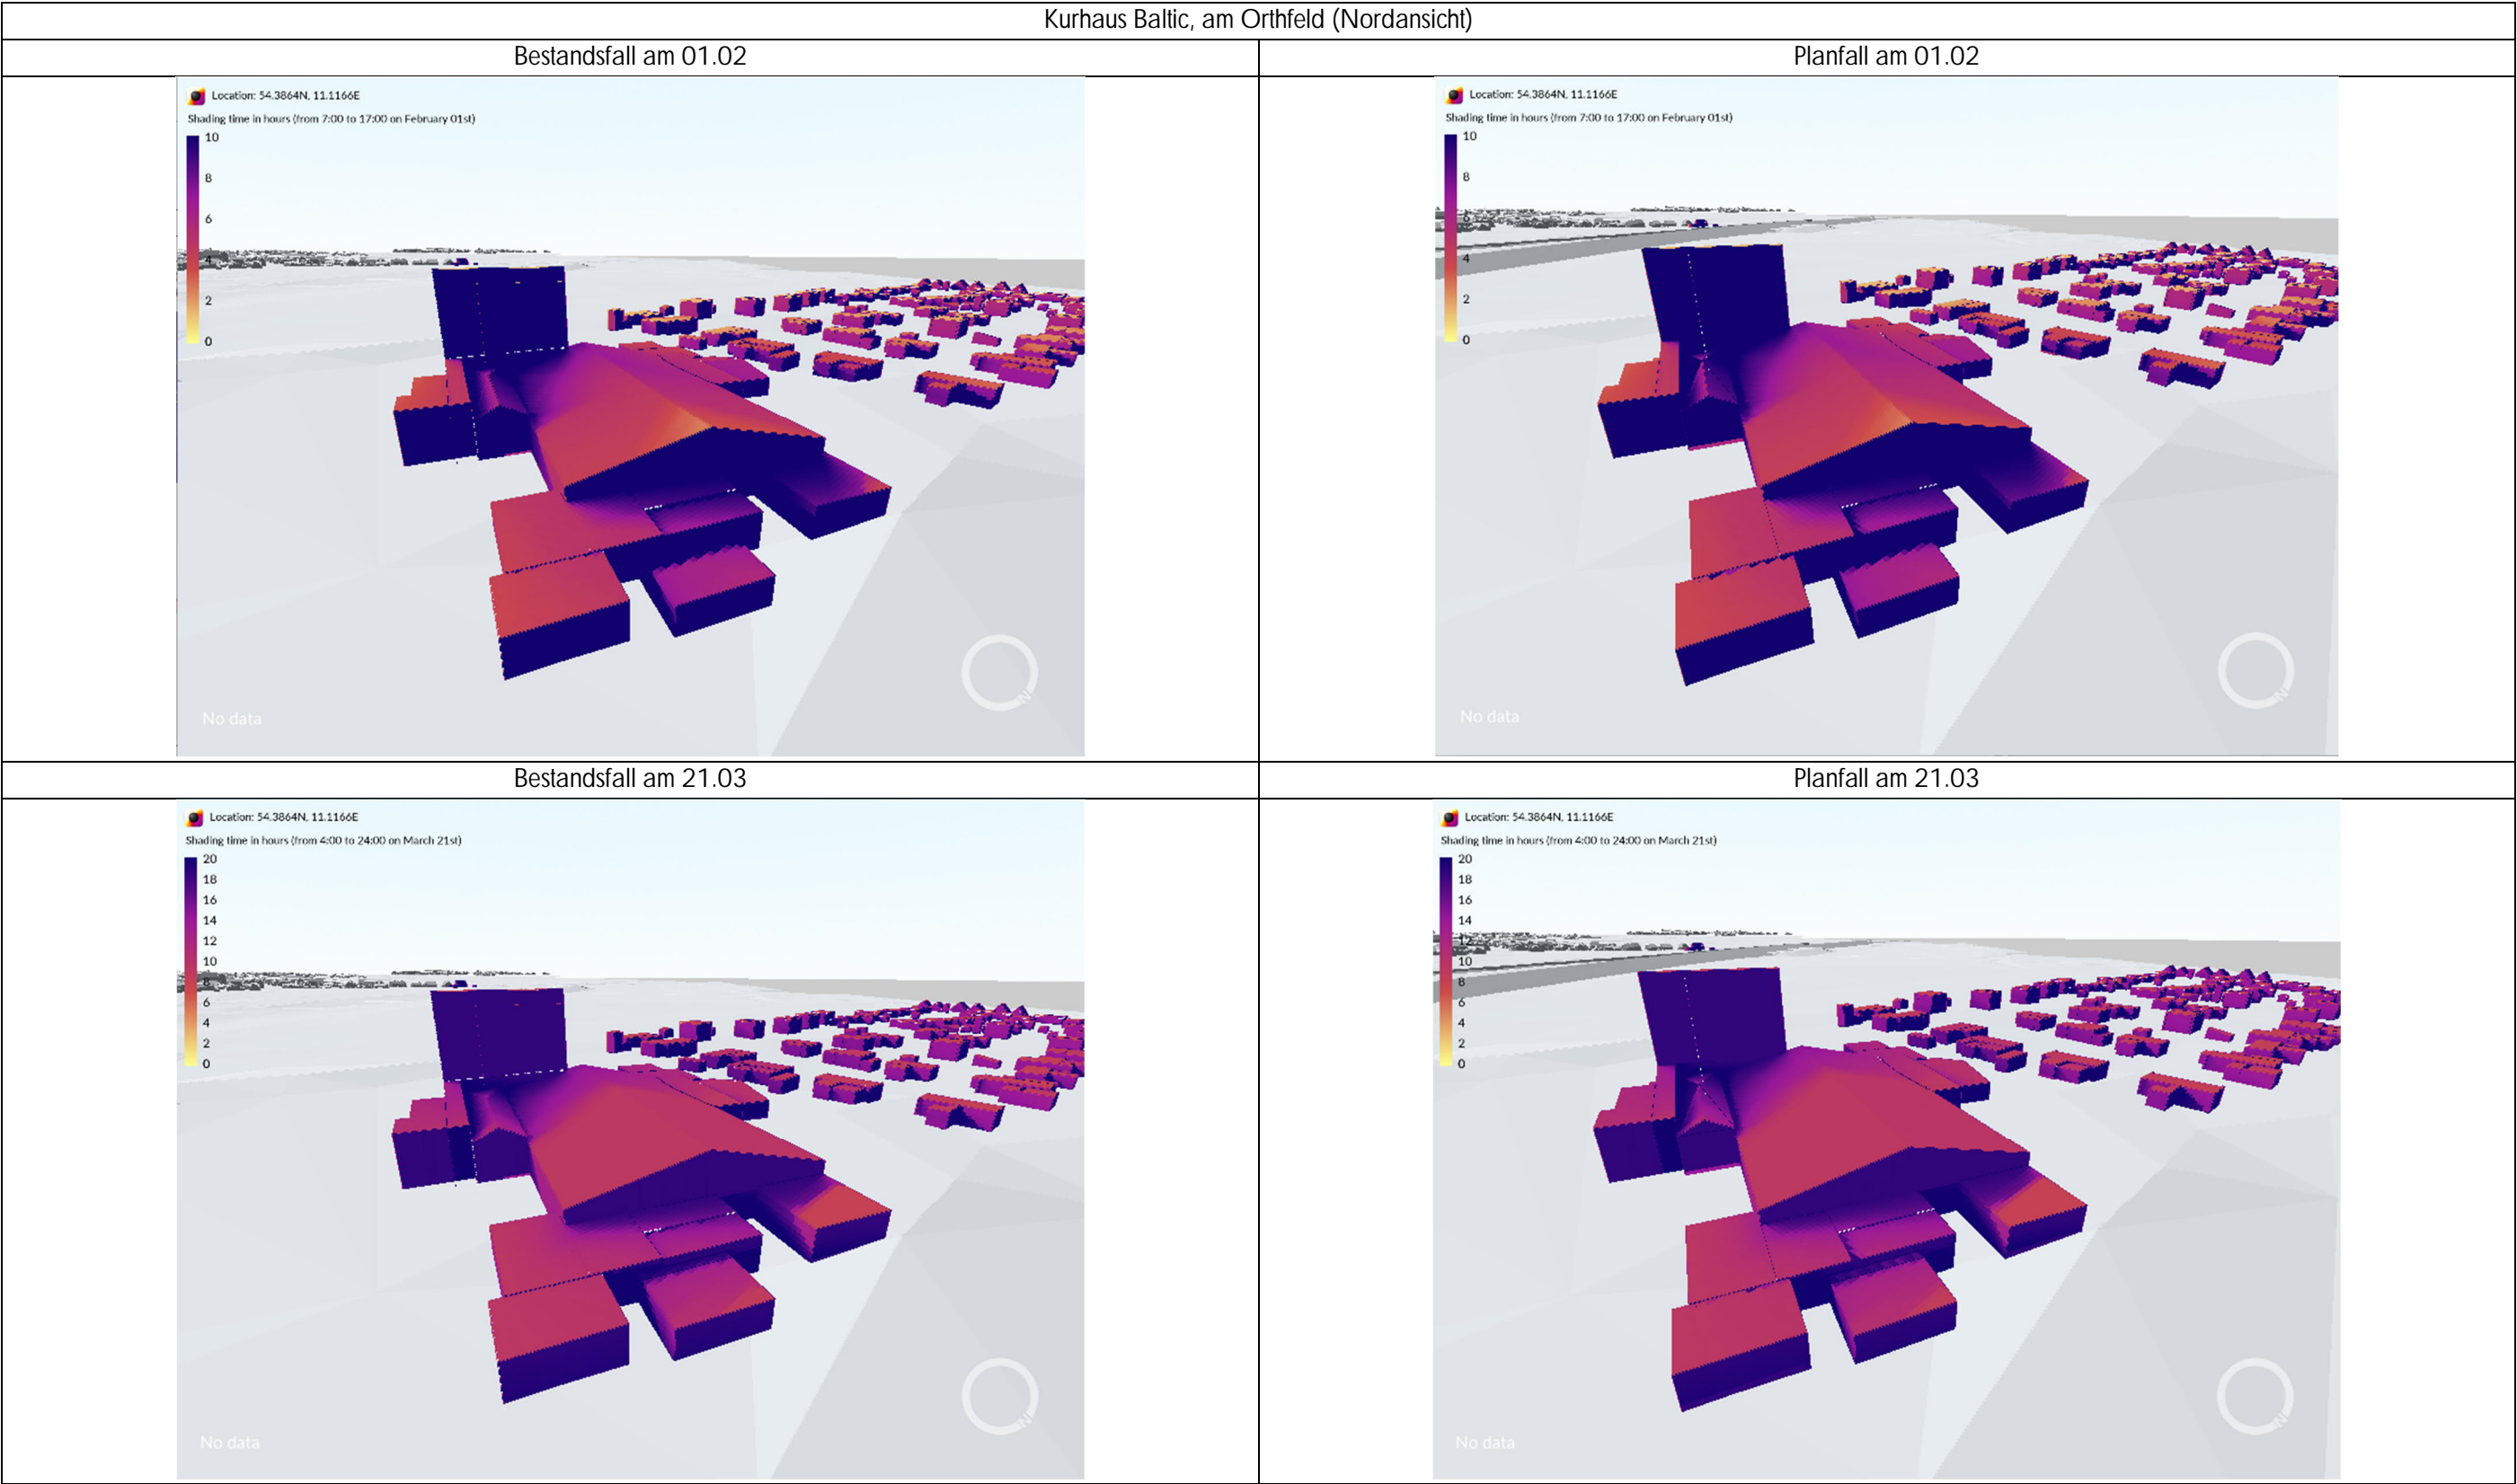 Kurhaus Baltic, am Orthfeld (Nordansicht)
Bestandsfall am 01.02
Planfall am 01.02
Location: 54.3864N, 11.1166E
Shading time in hours (from 7:00 to 17:00 on February 01st)
10
8
6
4
2
0
N
No data
Location: 54.3864N, 11.1166E
Shading time in hours (from 7:00 to 17:00 on February 01st)
10
8
6
4
2
0
N
No data
Bestandsfall am 21.03
Planfall am 21.03
Location: 54.3864N, 11.1166E
Shading time in hours (from 4:00 to 24:00 on March 21st)
20
18
16
14
12
10
8
6
4
2
0
N
No data
Location: 54.3864N, 11.1166E
Shading time in hours (from 4:00 to 24:00 on March 21st)
20
18
16
14
12
10
8
6
4
2
0
N
No data